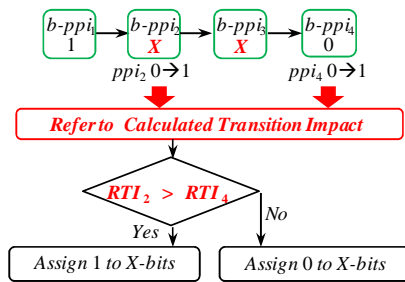 b-ppi₁ b-ppi₂ b-ppi₃ b-ppi₄
1 X X 0
ppi₂ 0→1 ppi₄ 0→1
Refer to Calculated Transition Impact
RTI₂ > RTI₄
Yes No
Assign 1 to X-bits Assign 0 to X-bits